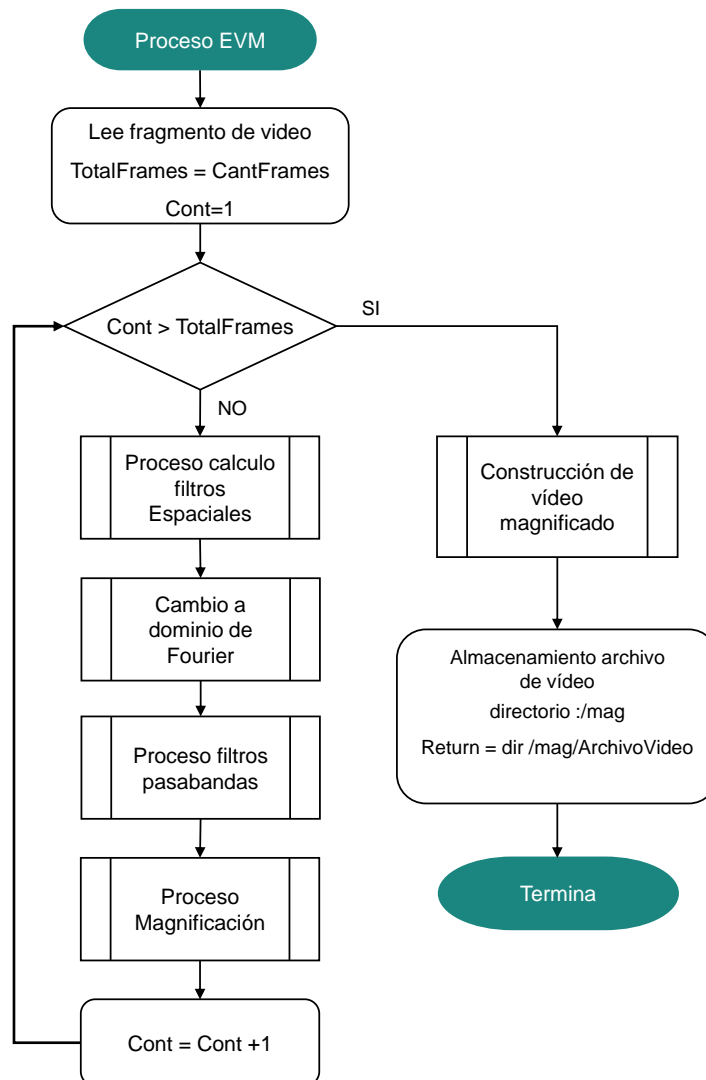 Proceso EVM
Lee fragmento de video
TotalFrames = CantFrames
Cont=1
Cont > TotalFrames
SI
NO
Proceso calculo
filtros
Espaciales
Cambio a
dominio de
Fourier
Proceso filtros
pasabandas
Proceso
Magnificación
Cont = Cont +1
Construcción de
vídeo
magnificado
Almacenamiento archivo
de vídeo
directorio :/mag
Return = dir /mag/ArchivoVideo
Termina